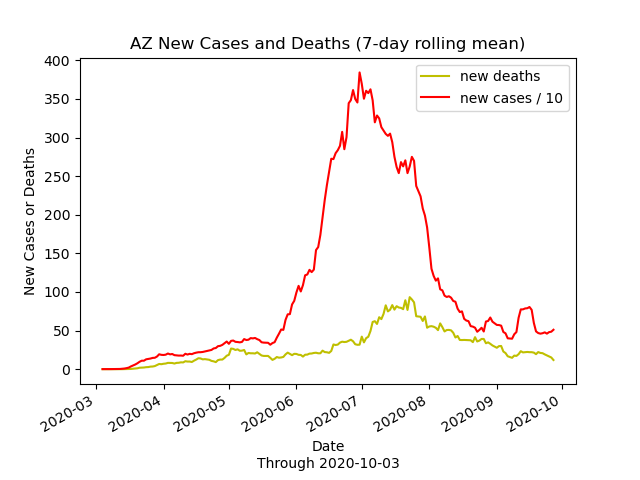 AZ New Cases and Deaths (7-day rolling mean)
new deaths
new cases / 10
New Cases or Deaths
400
350
300
250
200
150
100
50
0
2020-03
2020-04
2020-05
2020-06
2020-07
2020-08
2020-09
2020-10
Date
Through 2020-10-03